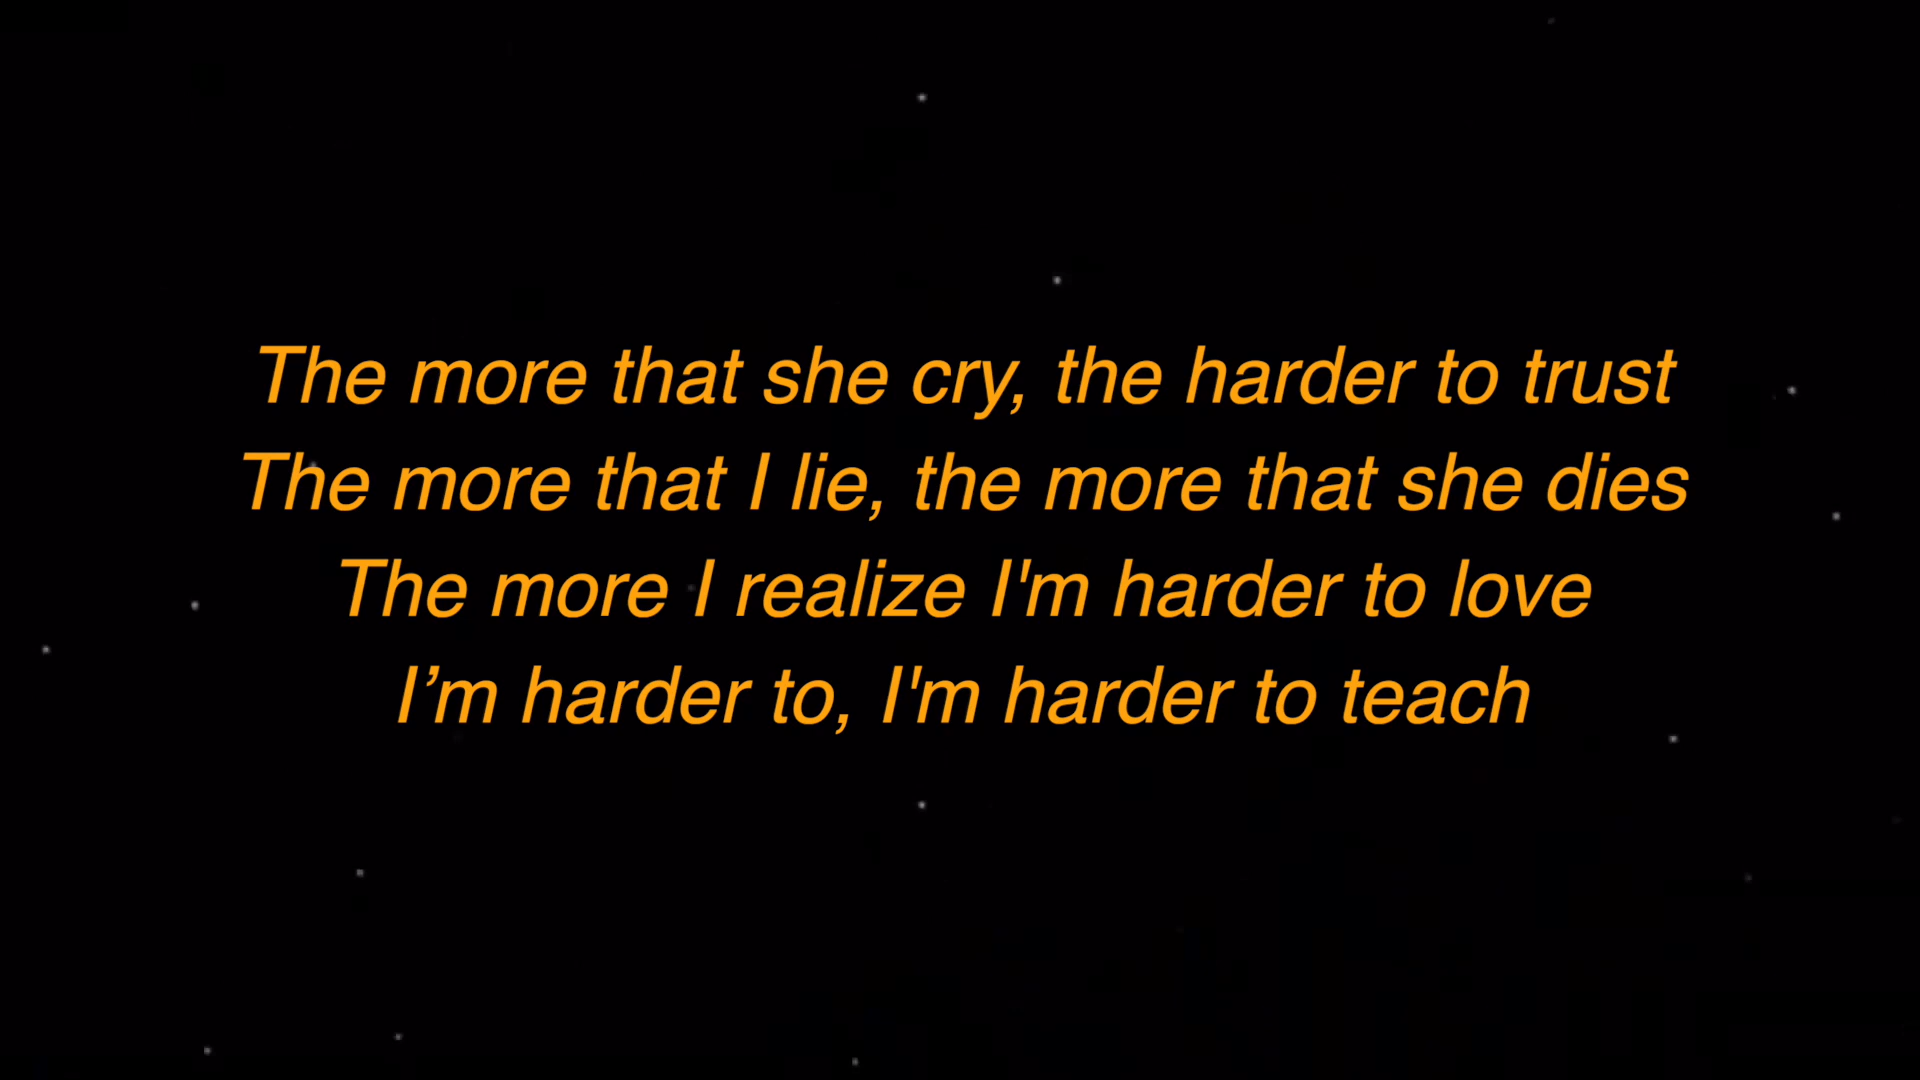 The more that she cry, the harder to trust
The more that I lie, the more that she dies
The more I realize I'm harder to love
I’m harder to, I'm harder to teach